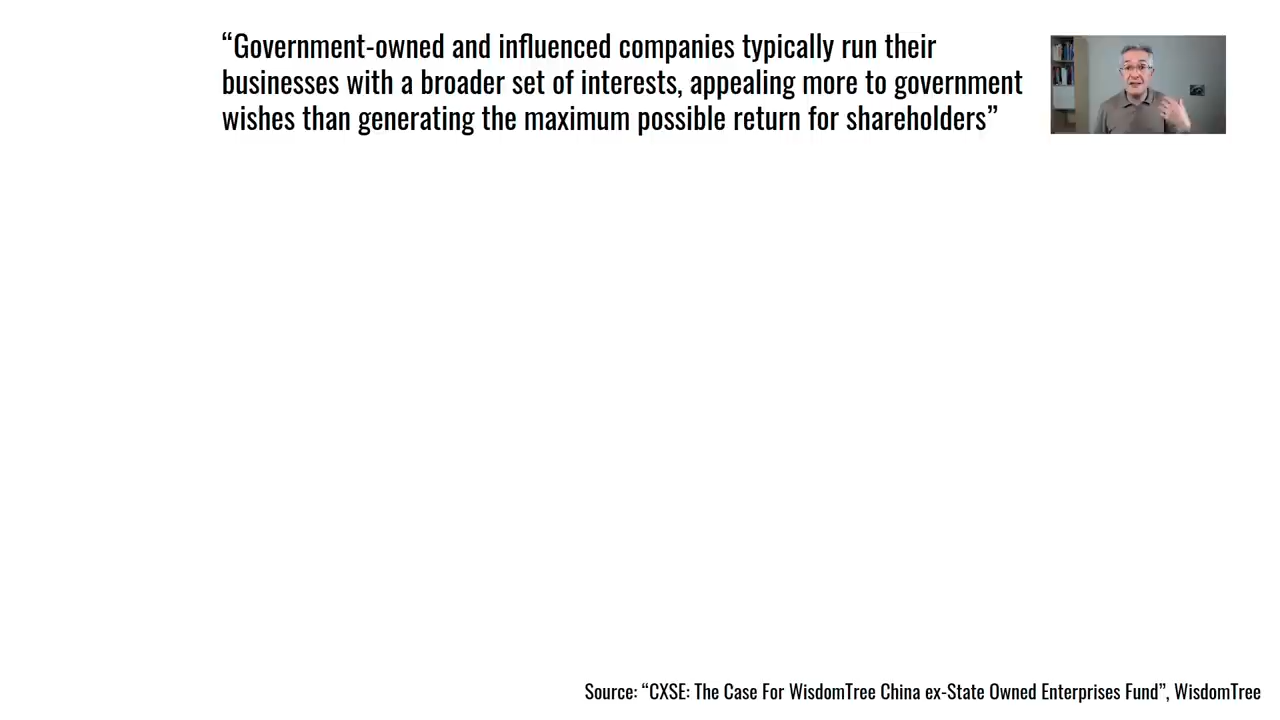 “Government-owned and influenced companies typically run their
businesses with a broader set of interests, appealing more to government
wishes than generating the maximum possible return for shareholders”
Source: “CXSE: The Case For WisdomTree China ex-State Owned Enterprises Fund”, WisdomTree